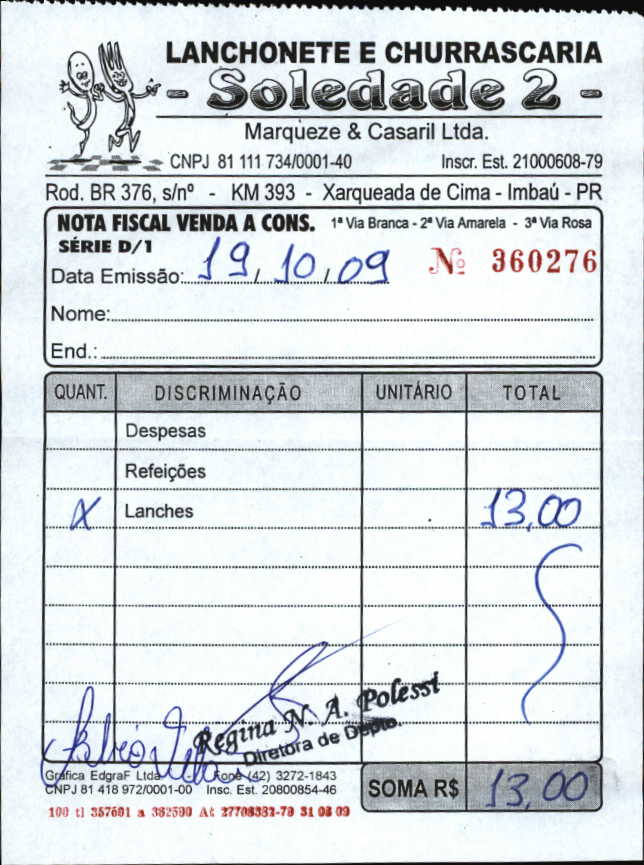 LANCHONETE E CHURRASCARIA
- Soledade 2 -
Marqueze & Casaril Ltda.
CNPJ 81 111 734/0001-40 Inscr. Est. 21000608-79
Rod. BR 376, s/nº - KM 393 - Xarqueada de Cima - Imbaú - PR
NOTA FISCAL VENDA A CONS. 1ª Via Branca - 2ª Via Amarela - 3ª Via Rosa
SÉRIE D/1
Data Emissão: 19, 10, 09 Nº 360276
Nome:
End.:
QUANT. DISCRIMINAÇÃO UNITÁRIO TOTAL
Despesas
Refeições
X Lanches 13,00
Regina N. A. Polessi
Diretora de Depto.
Gráfica EdgraF Ltda Fone (42) 3272-1843
CNPJ 81 418 972/0001-00 Insc. Est. 20800854-46
SOMA R$ 13,00